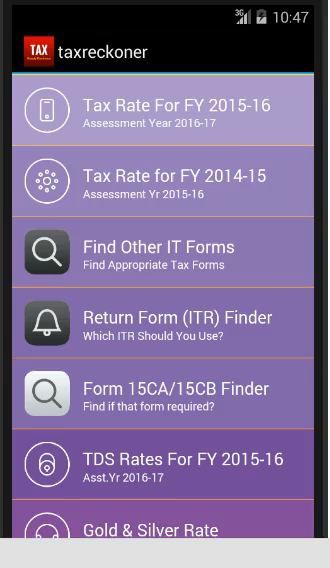 3G 10:47
TAX taxreckoner
Tax Rate For FY 2015-16
Assessment Year 2016-17
Tax Rate for FY 2014-15
Assessment Yr 2015-16
Find Other IT Forms
Find Appropriate Tax Forms
Return Form (ITR) Finder
Which ITR Should You Use?
Form 15CA/15CB Finder
Find if that form required?
TDS Rates For FY 2015-16
Asst.Yr 2016-17
Gold & Silver Rate